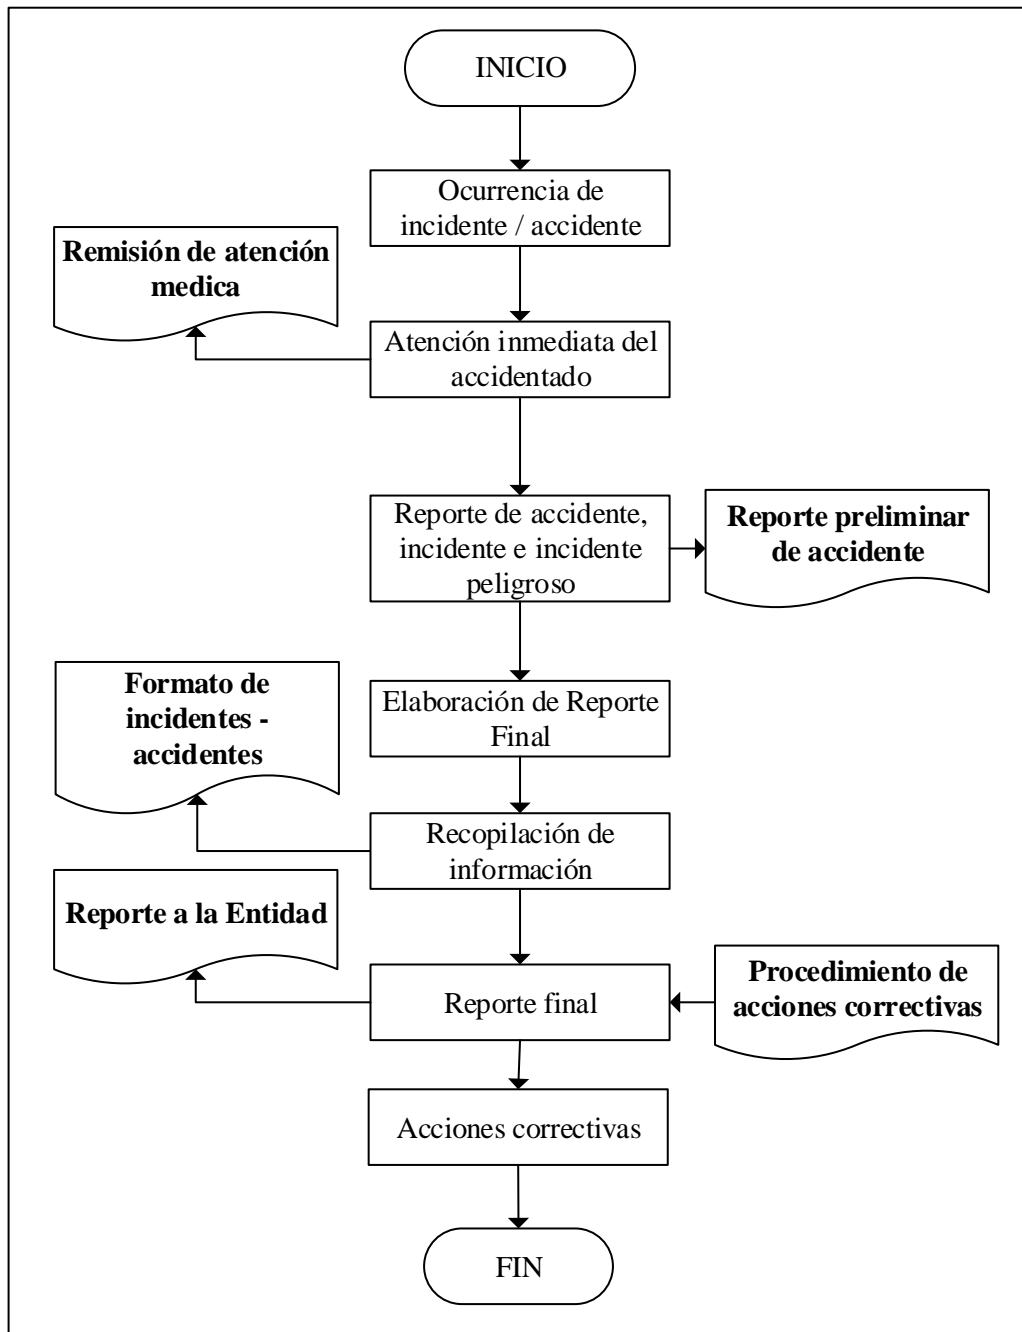 INICIO
Ocurrencia de
incidente / accidente
Remisión de atención
medica
Atención inmediata del
accidentado
Reporte de accidente,
incidente e incidente
peligroso
Reporte preliminar
de accidente
Elaboración de Reporte
Final
Formato de
incidentes -
accidentes
Recopilación de
información
Reporte a la Entidad
Reporte final
Procedimiento de
acciones correctivas
Acciones correctivas
FIN